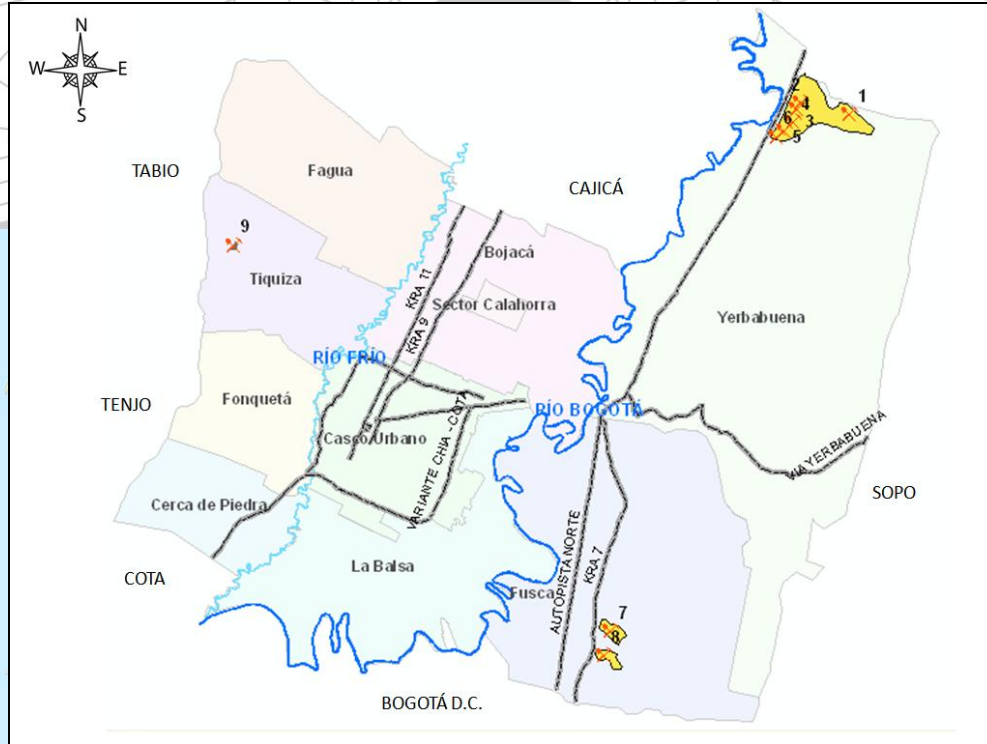 N
W E
S
2
1
4
6 3
5
TABIO
Fagua
CAJICÁ
9
Tiquiza
Bojacá
KRA 11
Sector Calahorra
KRA 9
Yerbabuena
RÍO FRÍO
TENJO
Fonquetá
RÍO BOGOTÁ
Casco Urbano
VARIANTE CHIA - COTA
VIA YERBABUENA
SOPO
Cerca de Piedra
COTA
La Balsa
AUTOPISTA NORTE
KRA 7
Fusca
7
8
BOGOTÁ D.C.